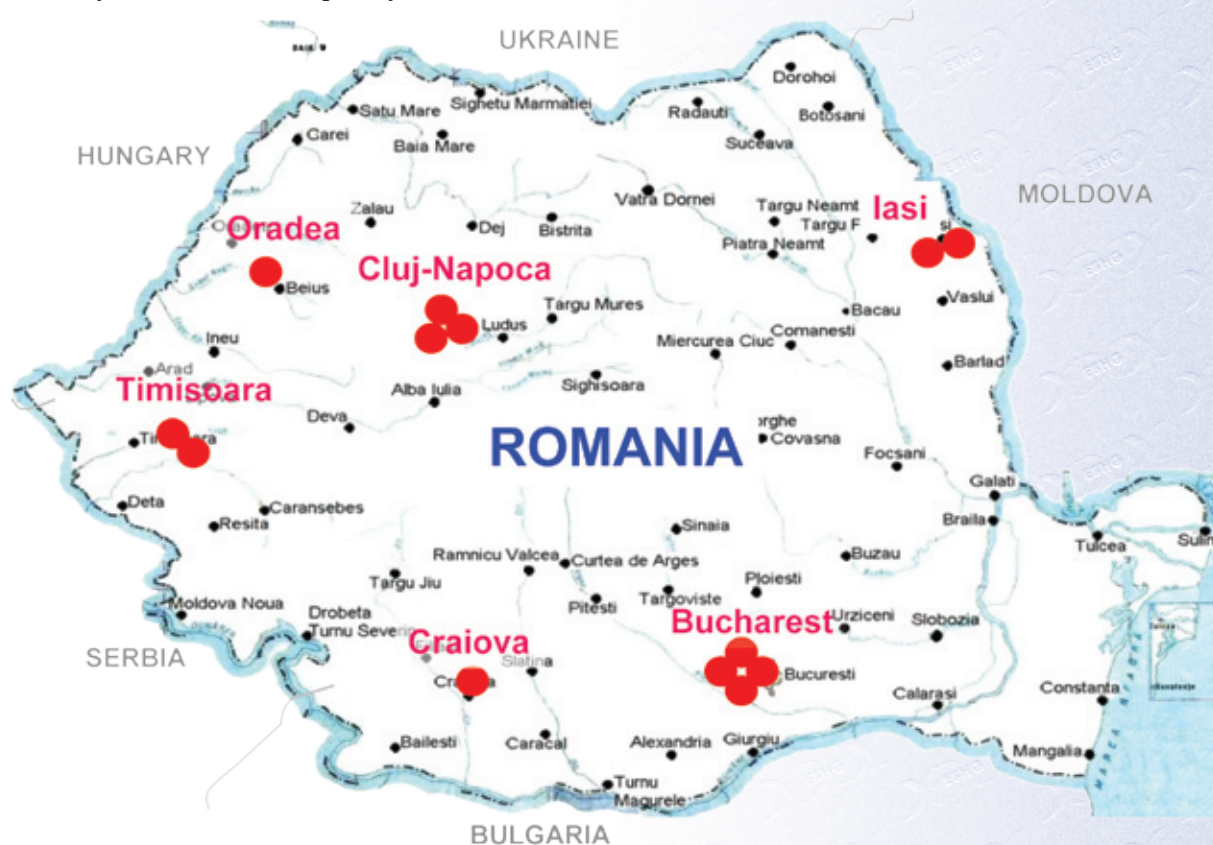 UKRAINE
Dorohoi
Satu Mare
Sighetu Marmatiei
Radauti
Botosani
Carei
Baia Mare
Suceava
HUNGARY
MOLDOVA
Vatra Dornei
Targu Neamt
Iasi
Zalau
Targu F
si
Oradea
Dej
Bistrita
Piatra Neamt
Cluj-Napoca
Beius
Targu Mures
Vaslui
Bacau
Ludus
Comanesti
Ineu
Miercurea Ciuc
Barlad
Arad
Timisoara
Alba Iulia
Sighisoara
Deva
orghe
ROMANIA
Covasna
Focsani
Galati
Deta
Caransebes
Resita
Braila
Sinaia
Tulcea
Sulin
Ramnicu Valcea
Curtea de Arges
Buzau
Targu Jiu
Ploiesti
Targoviste
Pitesti
Moldova Noua
Drobeta
Turnu Severin
Bucharest
Urziceni
Slobozia
Craiova
SERBIA
Slatina
Bucuresti
Calarasi
Constanta
Bailesti
Caracal
Alexandria
Giurgiu
Mangalia
MAREA
Turnu
Magurele
BULGARIA